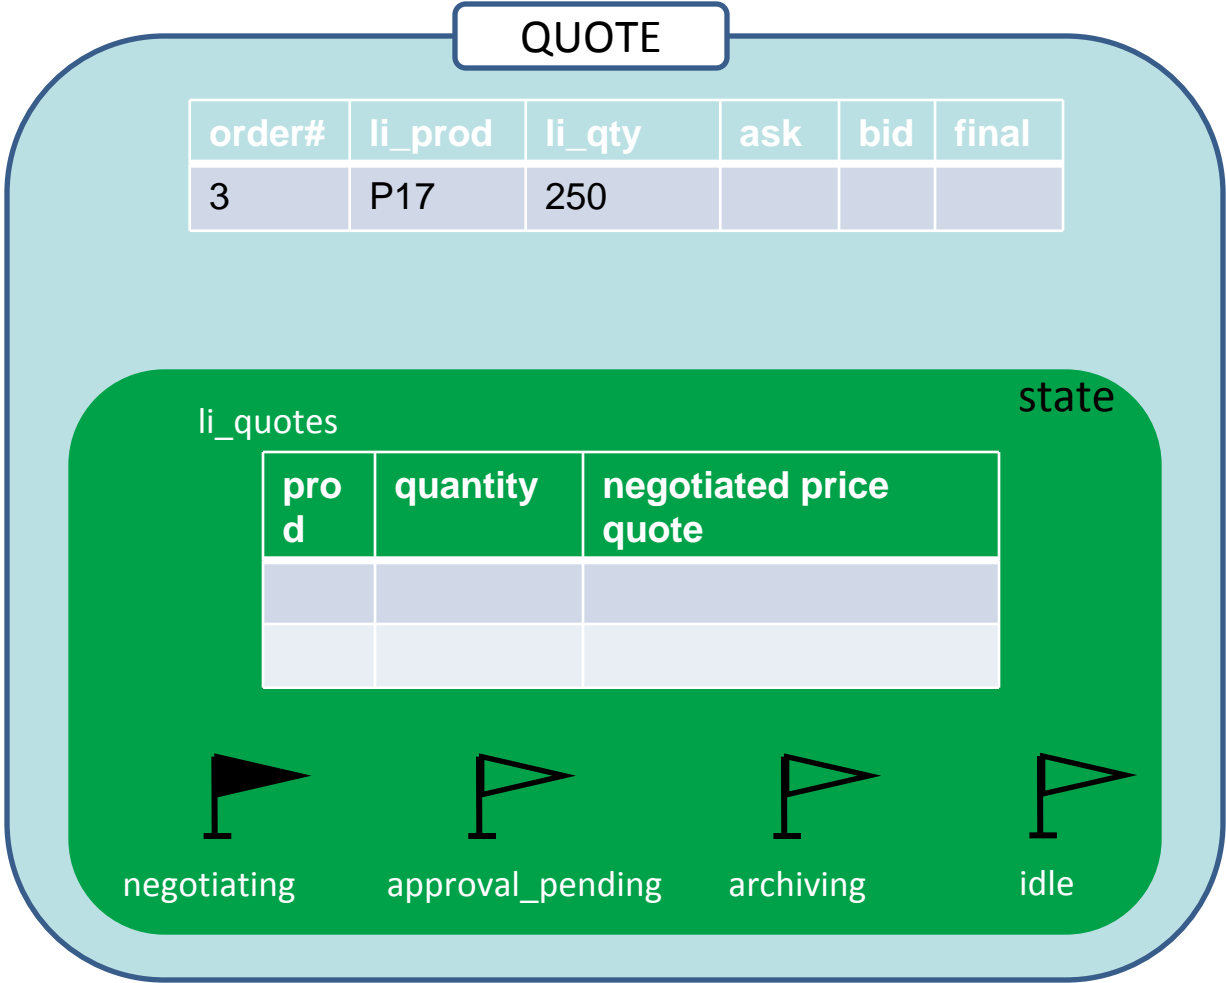 QUOTE
order# li_prod li_qty ask bid final
3 P17 250
state
li_quotes
pro quantity negotiated price
d quote
negotiating approval_pending archiving idle